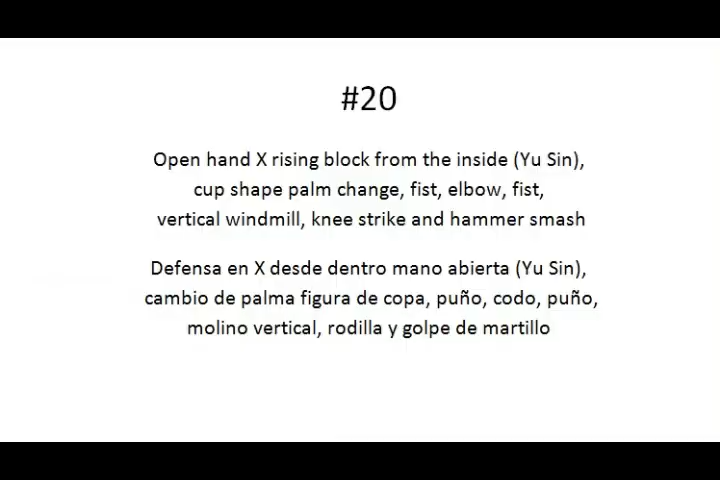 #20
Open hand X rising block from the inside (Yu Sin),
cup shape palm change, fist, elbow, fist,
vertical windmill, knee strike and hammer smash
Defensa en X desde dentro mano abierta (Yu Sin),
cambio de palma figura de copa, puño, codo, puño,
molino vertical, rodilla y golpe de martillo